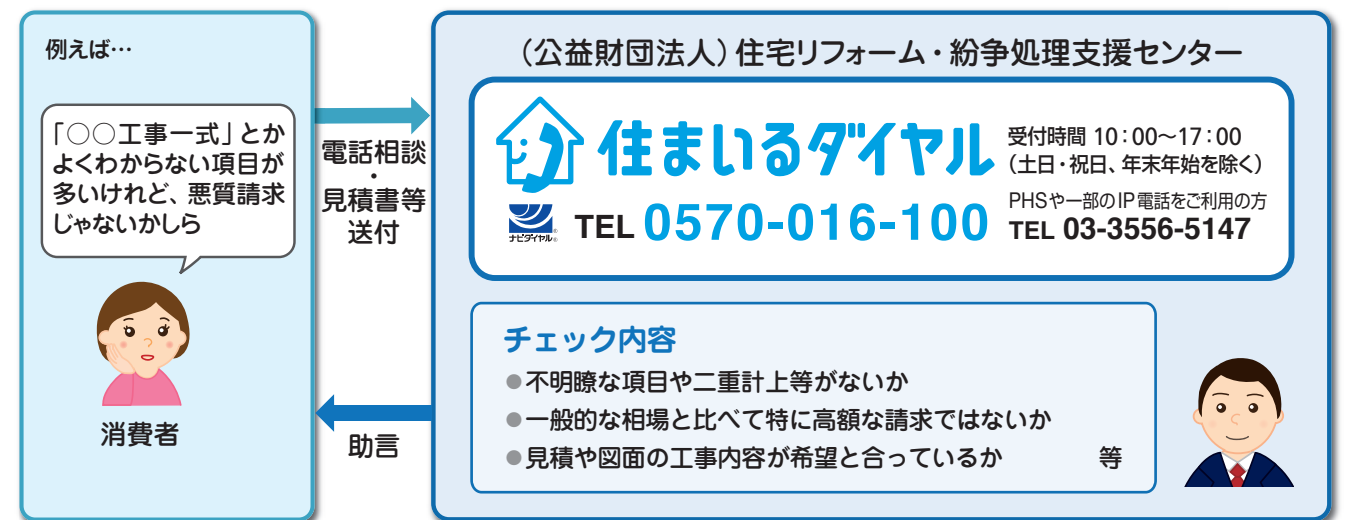 例えば…
「○○工事一式」とか
よくわからない項目が
多いけれど、悪質請求
じゃないかしら
消費者
電話相談
・
見積書等
送付
助言
（公益財団法人）住宅リフォーム・紛争処理支援センター
住まいるダイヤル
受付時間 10：00〜17：00
（土日・祝日、年末年始を除く）
ナビダイヤル®
TEL 0570-016-100
PHSや一部のIP電話をご利用の方
TEL 03-3556-5147
チェック内容
●不明瞭な項目や二重計上等がないか
●一般的な相場と比べて特に高額な請求ではないか
●見積や図面の工事内容が希望と合っているか 等